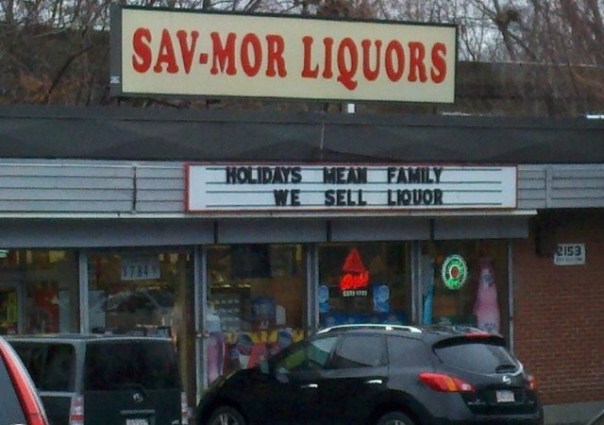 SAV-MOR LIQUORS
HOLIDAYS MEAN FAMILY
WE SELL LIQUOR
2153